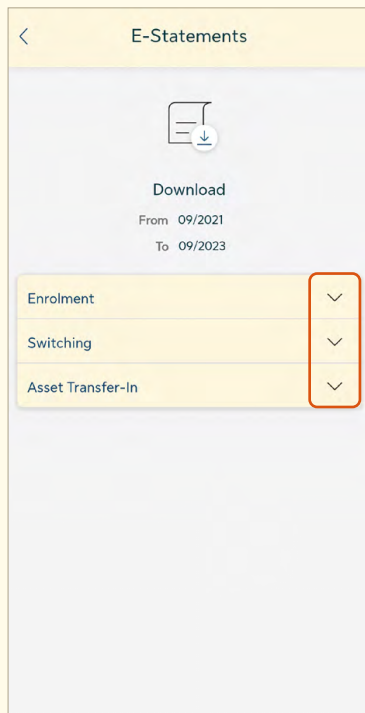 E-Statements
Download
From 09/2021
To 09/2023
Enrolment
Switching
Asset Transfer-In